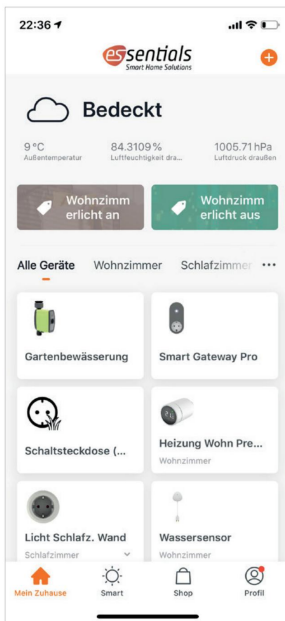 22:36
essentials
Smart Home Solutions
Bedeckt
9 °C
84.3109 %
1005.71 hPa
Außentemperatur
Luftfeuchtigkeit dra...
Luftdruck draußen
Wohnzimm
erlicht an
Wohnzimm
erlicht aus
Alle Geräte
Wohnzimmer
Schlafzimmer
Gartenbewässerung
Smart Gateway Pro
Schaltsteckdose (...
Heizung Wohn Pre...
Wohnzimmer
Licht Schlafz. Wand
Schlafzimmer
Wassersensor
Wohnzimmer
Mein Zuhause
Smart
Shop
Profil